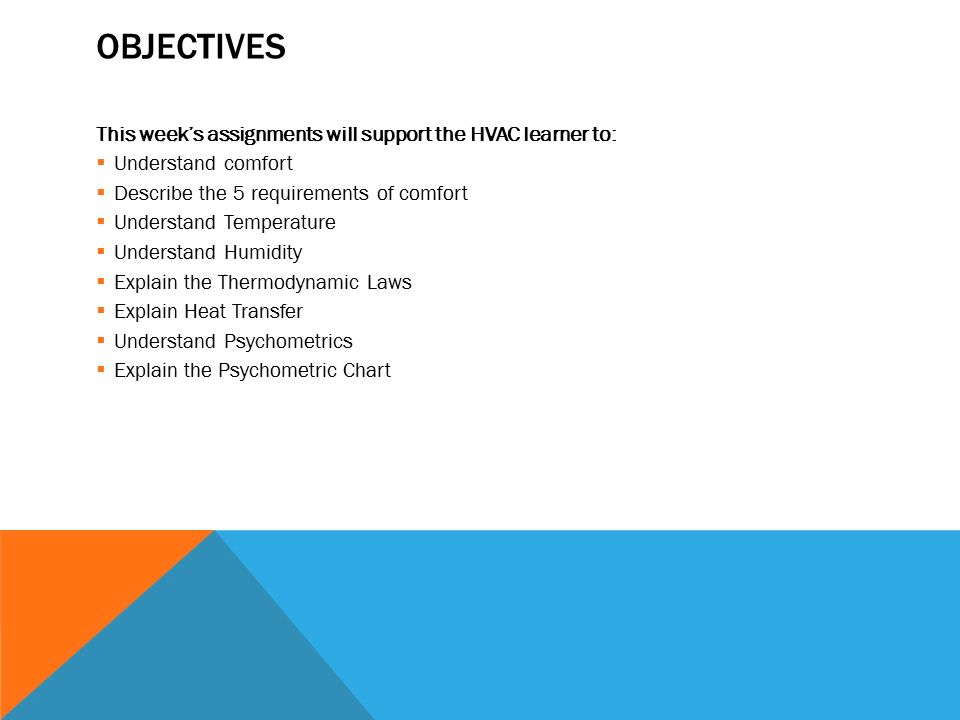 OBJECTIVES
This week's assignments will support the HVAC learner to:
▪ Understand comfort
▪ Describe the 5 requirements of comfort
▪ Understand Temperature
▪ Understand Humidity
▪ Explain the Thermodynamic Laws
▪ Explain Heat Transfer
▪ Understand Psychometrics
▪ Explain the Psychometric Chart